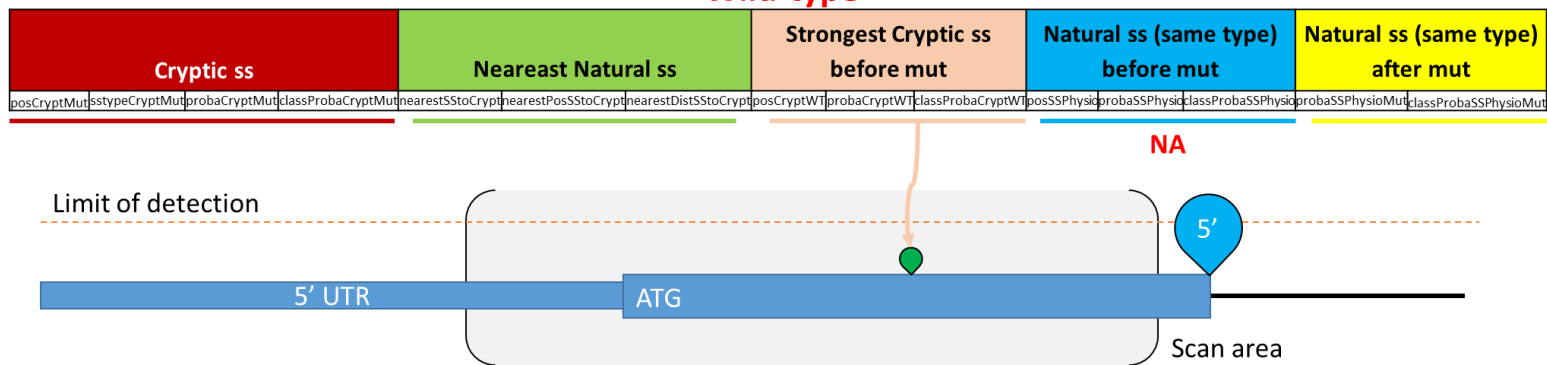 Cryptic ss
Neareast Natural ss
Strongest Cryptic ss
before mut
Natural ss (same type)
before mut
Natural ss (same type)
after mut
posCryptMut sstypeCryptMut probaCryptMut classProbaCryptMut nearestSStoCrypt nearestPosSStoCrypt nearestDistSStoCrypt posCryptWT probaCryptWT classProbaCryptWT posSSPhysio probaSSPhysio classProbaSSPhysio probaSSPhysioMut classProbaSSPhysioMut
NA
Limit of detection
5'
5' UTR
ATG
Scan area